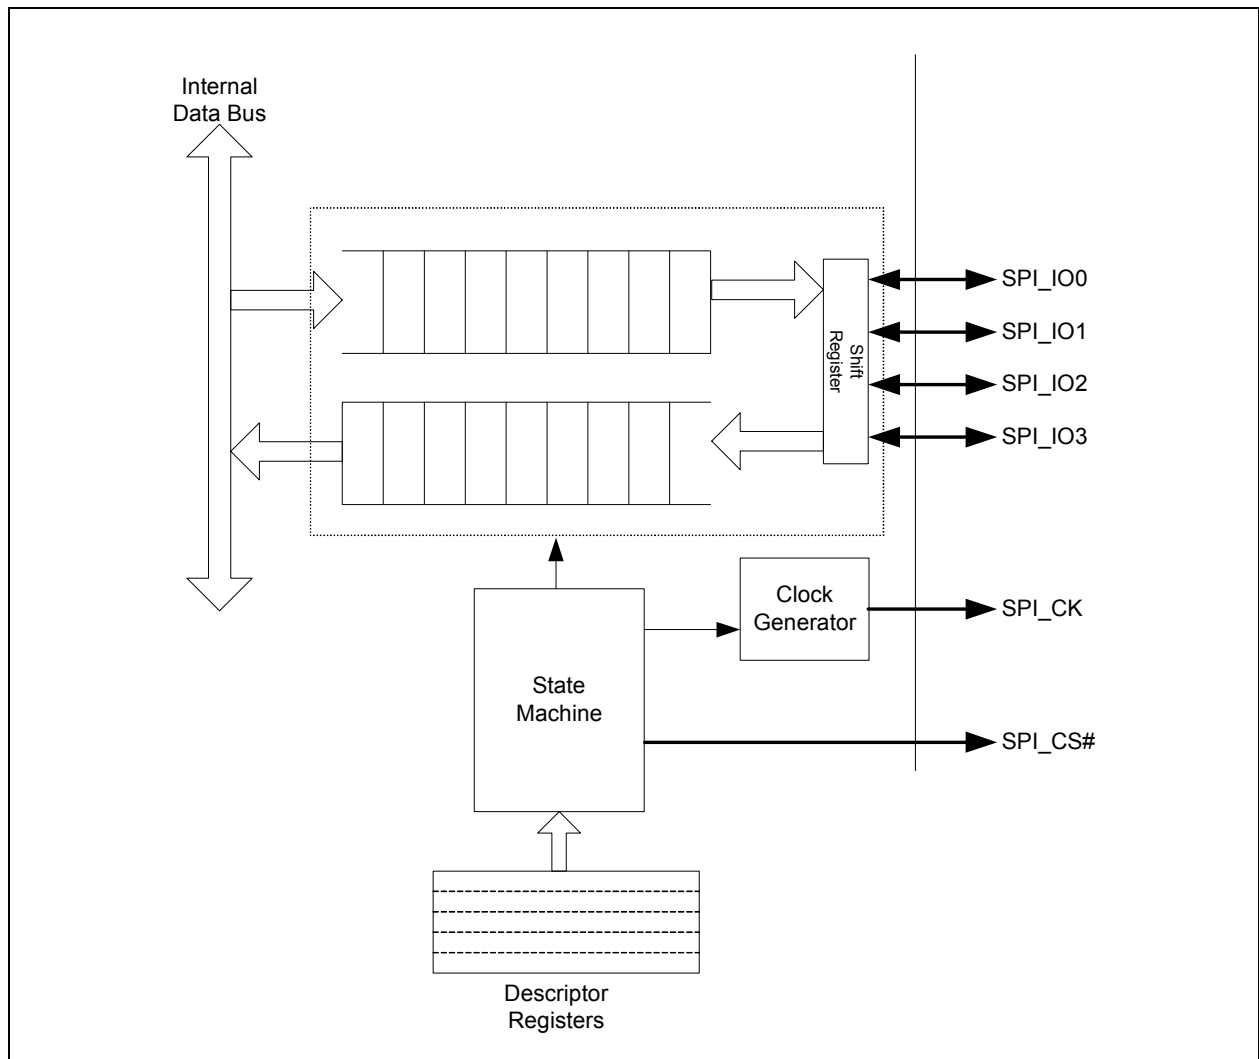 Internal
Data Bus
SPI_IO0
SPI_IO1
SPI_IO2
SPI_IO3
Shift
Register
Clock
Generator
SPI_CK
State
Machine
SPI_CS#
Descriptor
Registers